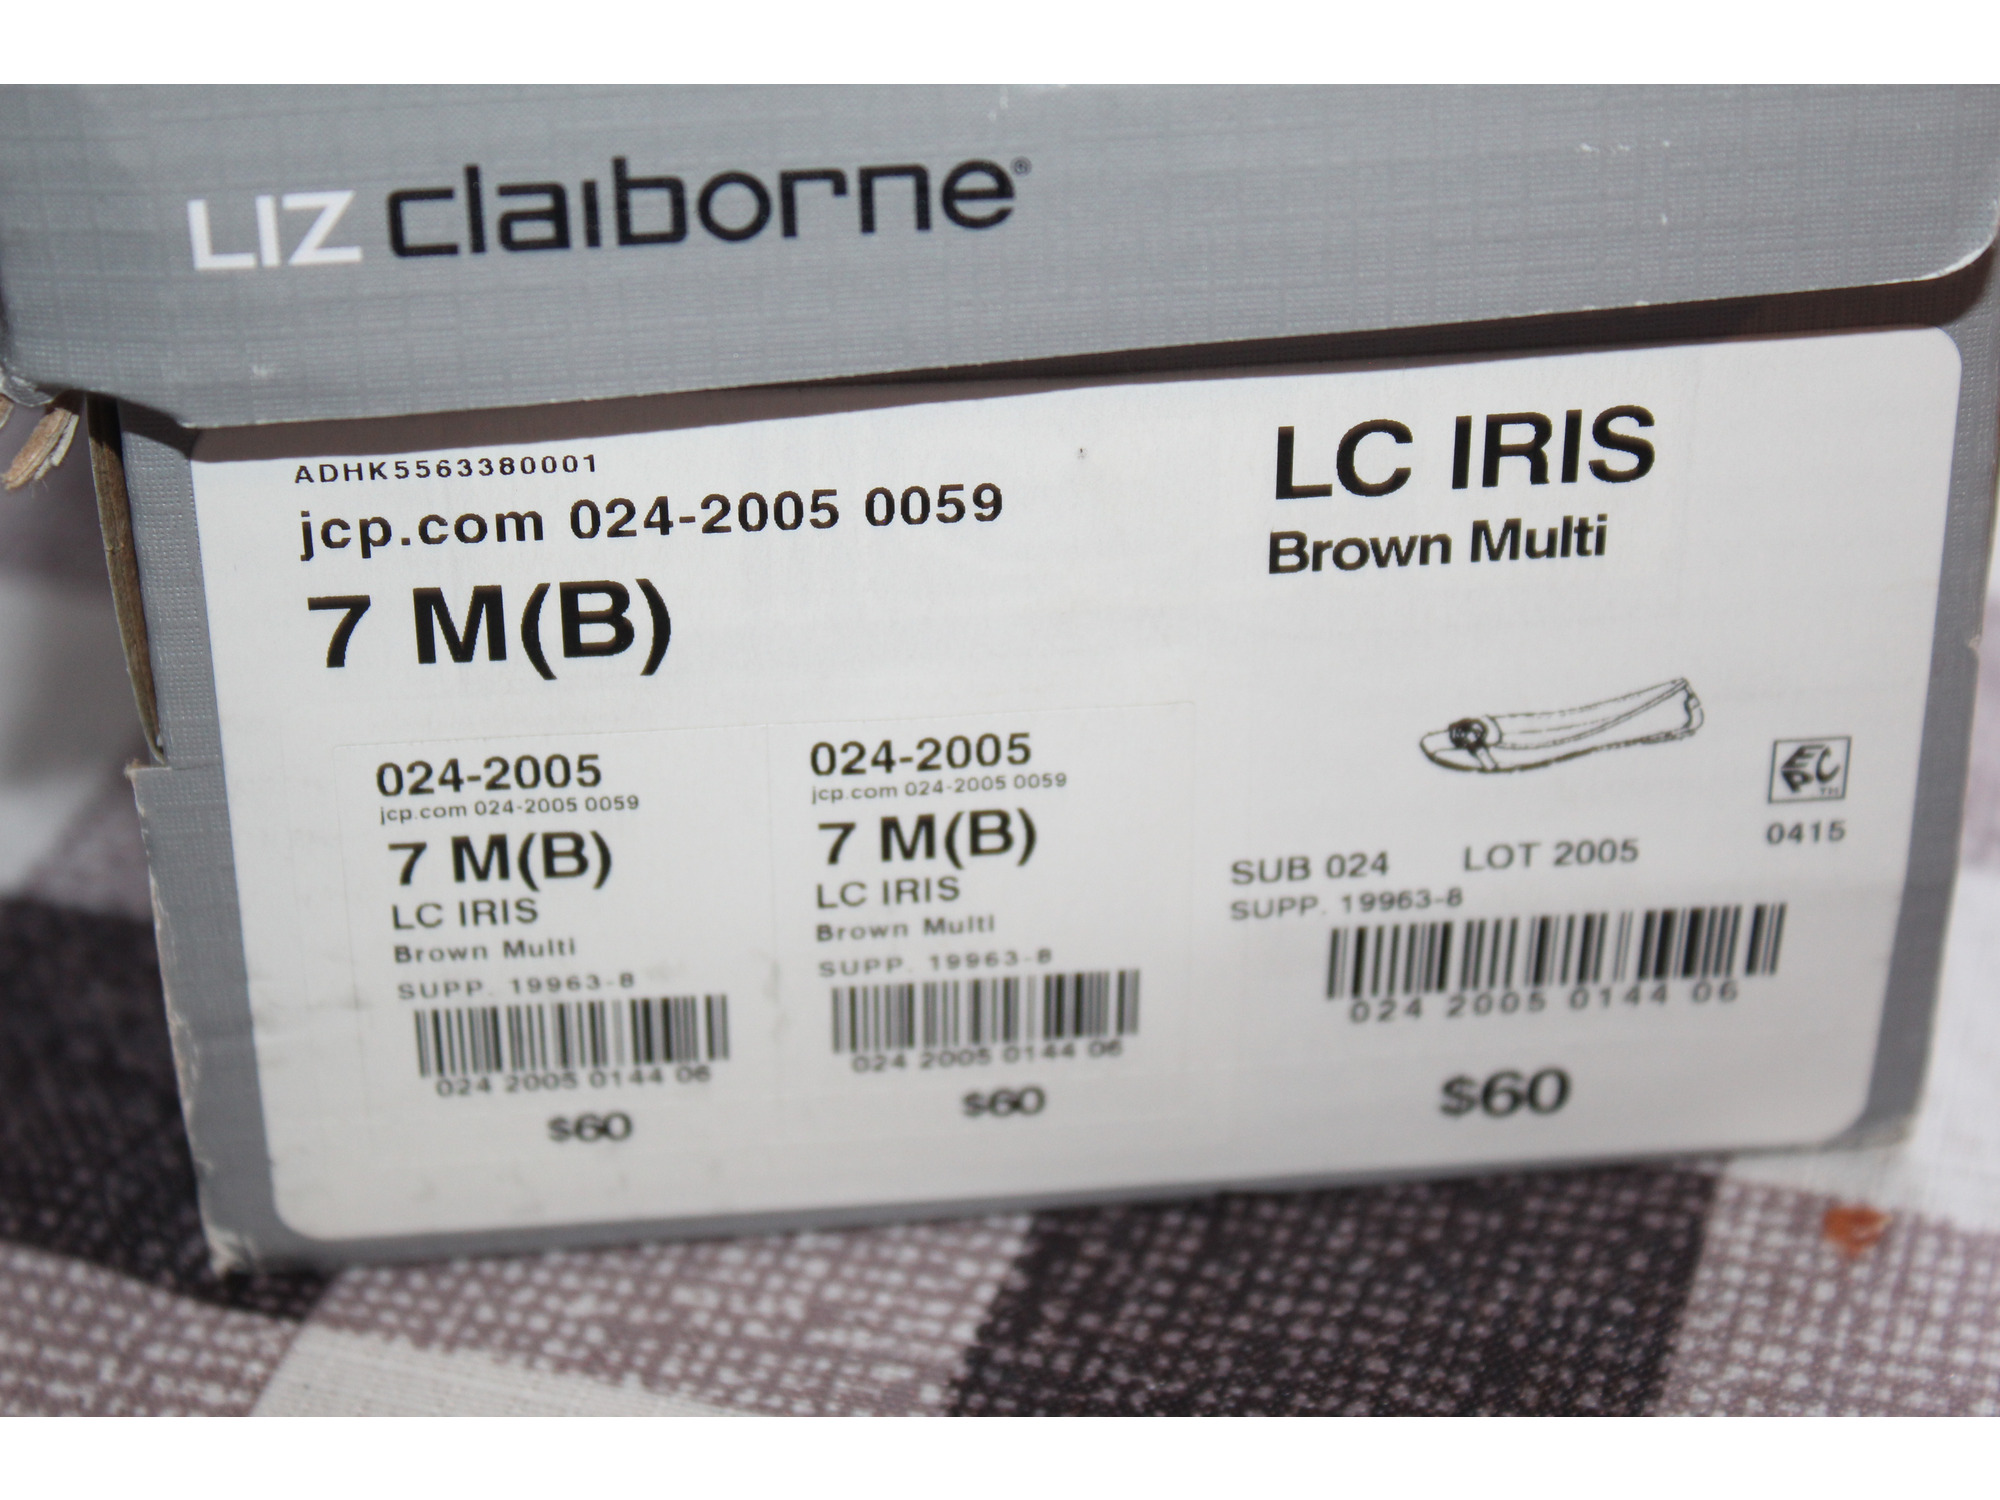 LIZ claiborne®
ADHK5563380001
jcp.com 024-2005 0059
7 M(B)
LC IRIS
Brown Multi
024-2005
jcp.com 024-2005 0059
7 M(B)
LC IRIS
Brown Multi
SUPP. 19963-8
024 2005 0144 06
$60
024-2005
jcp.com 024-2005 0059
7 M(B)
LC IRIS
Brown Multi
SUPP. 19963-8
024 2005 0144 06
$60
EPC TM
0415
SUB 024 LOT 2005
SUPP. 19963-8
024 2005 0144 06
$60